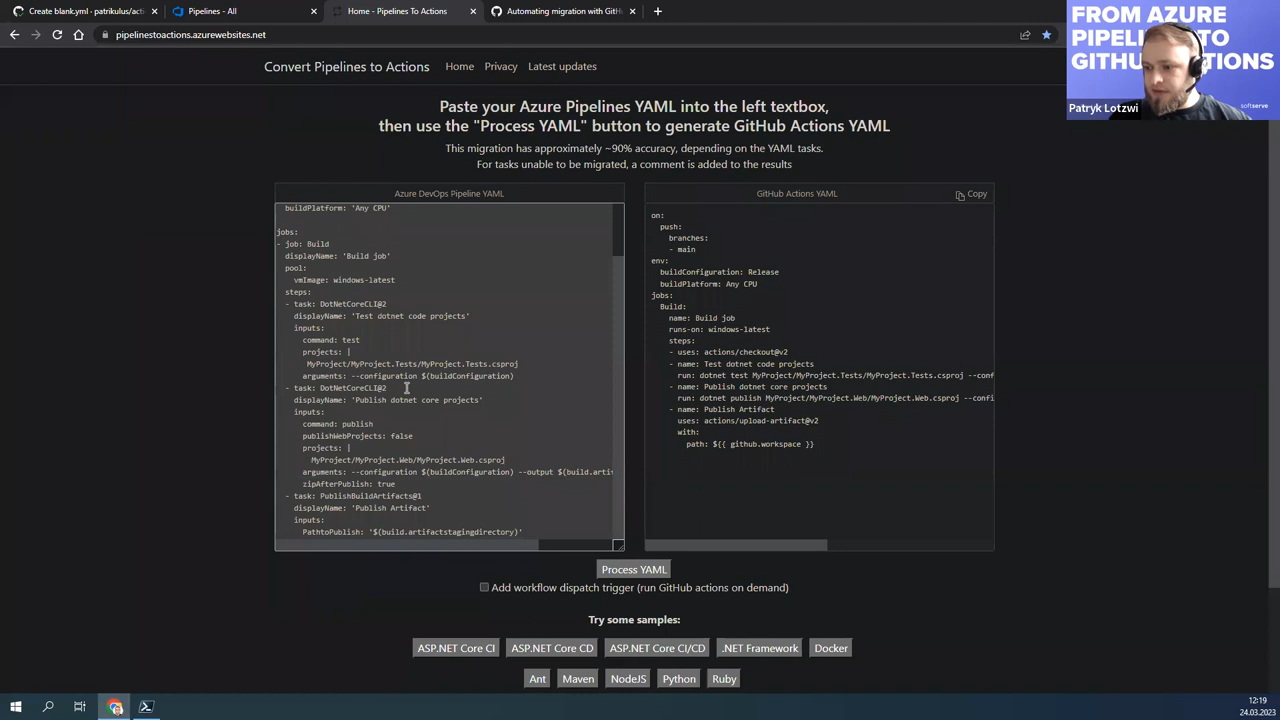 Create blank.yml - patrikulus/acti
Pipelines - All
Home - Pipelines To Actions
Automating migration with GitHu
pipelinestoactions.azurewebsites.net
Convert Pipelines to Actions
Home
Privacy
Latest updates
Paste your Azure Pipelines YAML into the left textbox,
then use the "Process YAML" button to generate GitHub Actions YAML
This migration has approximately ~90% accuracy, depending on the YAML tasks.
For tasks unable to be migrated, a comment is added to the results
Azure DevOps Pipeline YAML
buildPlatform: 'Any CPU'
jobs:
- job: Build
displayName: 'Build job'
pool:
vmImage: windows-latest
steps:
- task: DotNetCoreCLI@2
displayName: 'Test dotnet code projects'
inputs:
command: test
projects: |
MyProject/MyProject.Tests/MyProject.Tests.csproj
arguments: --configuration $(buildConfiguration)
- task: DotNetCoreCLI@2
displayName: 'Publish dotnet core projects'
inputs:
command: publish
publishWebProjects: false
projects: |
MyProject/MyProject.Web/MyProject.Web.csproj
arguments: --configuration $(buildConfiguration) --output $(build.arti
zipAfterPublish: true
- task: PublishBuildArtifacts@1
displayName: 'Publish Artifact'
inputs:
PathtoPublish: '$(build.artifactstagingdirectory)'
GitHub Actions YAML
Copy
on:
push:
branches:
- main
env:
buildConfiguration: Release
buildPlatform: Any CPU
jobs:
Build:
name: Build job
runs-on: windows-latest
steps:
- uses: actions/checkout@v2
- name: Test dotnet code projects
run: dotnet test MyProject/MyProject.Tests/MyProject.Tests.csproj --conf
- name: Publish dotnet core projects
run: dotnet publish MyProject/MyProject.Web/MyProject.Web.csproj --confi
- name: Publish Artifact
uses: actions/upload-artifact@v2
with:
path: ${{ github.workspace }}
Process YAML
Add workflow dispatch trigger (run GitHub actions on demand)
Try some samples:
ASP.NET Core CI
ASP.NET Core CD
ASP.NET Core CI/CD
.NET Framework
Docker
Ant
Maven
NodeJS
Python
Ruby
FROM AZURE
PIPELI TO
GITHU IONS
Patryk Lotzwi
softserve
12:19
24.03.2023